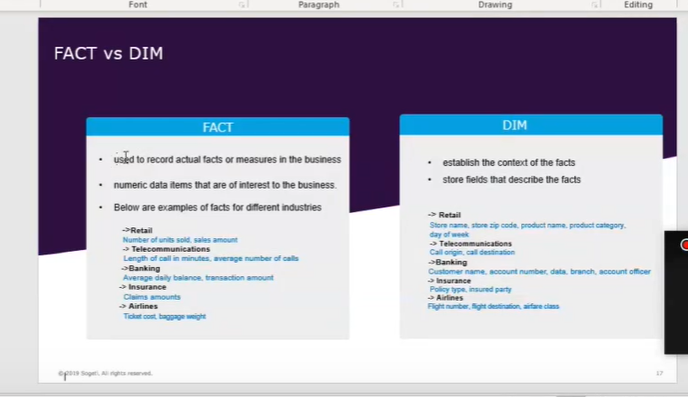 Font
Paragraph
Drawing
Editing
FACT vs DIM
FACT
• used to record actual facts or measures in the business
• numeric data items that are of interest to the business.
• Below are examples of facts for different industries
->Retail
Number of units sold, sales amount
-> Telecommunications
Length of call in minutes, average number of cells
->Banking
Average daily balance, transaction amount
-> Insurance
Claims amounts
-> Airlines
Ticket cost, baggage weight
DIM
• establish the context of the facts
• store fields that describe the facts
-> Retail
Store name, store zip code, product name, product category,
day of week
-> Telecommunications
Call origin, call destination
->Banking
Customer name, account number, data, branch, account officer
-> Insurance
Policy type, insured party
-> Airlines
Flight number, flight destination, airfare class
© 2019 Sogeti. All rights reserved.
17